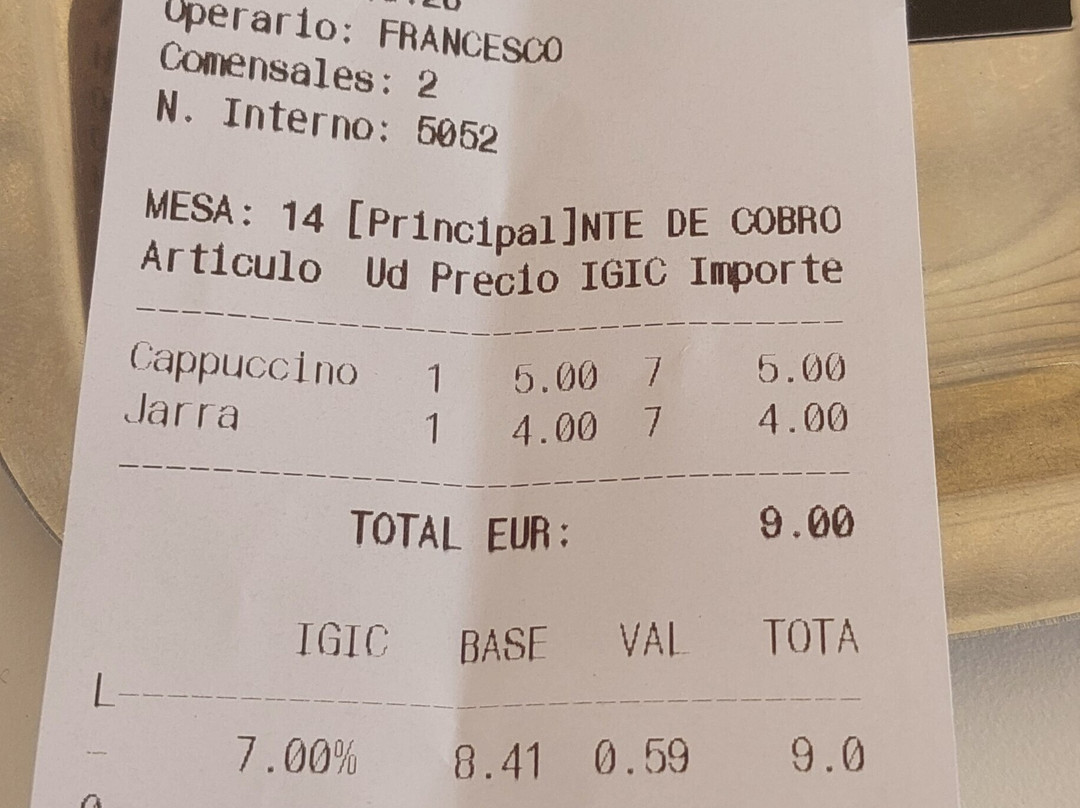 Operario: FRANCESCO
Comensales: 2
N. Interno: 5052
MESA: 14 [Principal]NTE DE COBRO
Articulo Ud Precio IGIC Importe
Cappuccino 1 5.00 7 5.00
Jarra 1 4.00 7 4.00
TOTAL EUR: 9.00
IGIC BASE VAL TOTA
L
7.00% 8.41 0.59 9.0